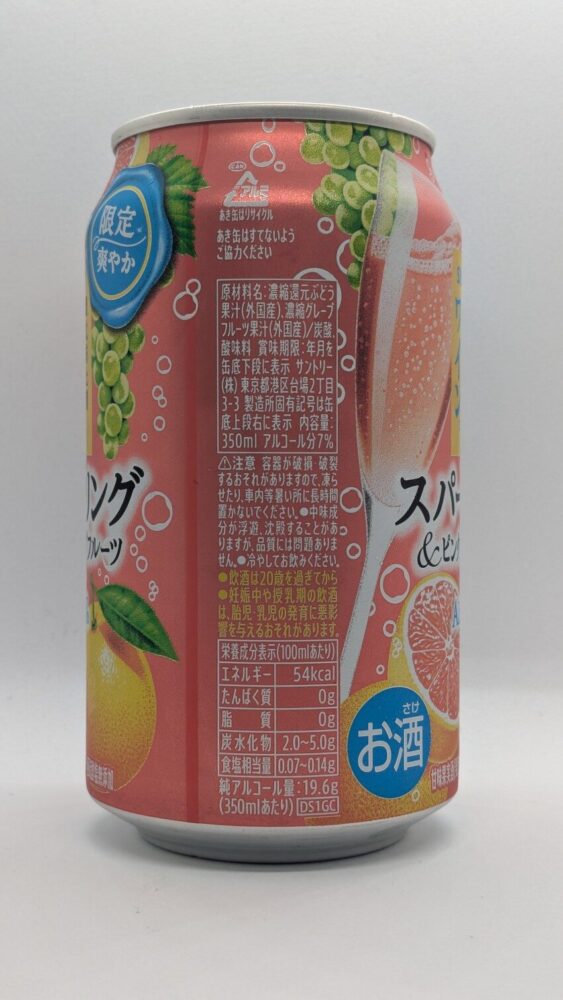 限定
爽やか
リング
フルーツ
CAN
アルミ
あき缶はリサイクル
あき缶はすてないよう
ご協力ください
原材料名:濃縮還元ぶどう
果汁(外国産)、濃縮グレープ
フルーツ果汁(外国産)/炭酸、
酸味料 賞味期限:年月を
缶底下段に表示 サントリー
(株) 東京都港区台場2丁目
3-3 製造所固有記号は缶
底上段右に表示 内容量:
350ml アルコール分7%
⚠注意 容器が破損・破裂
するおそれがありますので、凍ら
せたり、車内等暑い所に長時間
置かないでください。●中味成
分が浮遊、沈殿することがあ
りますが、品質には問題ありま
せん。●冷やしてお飲みください。
●飲酒は20歳を過ぎてから
●妊娠中や授乳期の飲酒
は、胎児・乳児の発育に悪影
響を与えるおそれがあります。
栄養成分表示(100mlあたり)
エネルギー 54kcal
たんぱく質 0g
脂質 0g
炭水化物 2.0~5.0g
食塩相当量 0.07~0.14g
純アルコール量:19.6g
(350mlあたり) DS1GC
スパー
&ピン
さけ
お酒